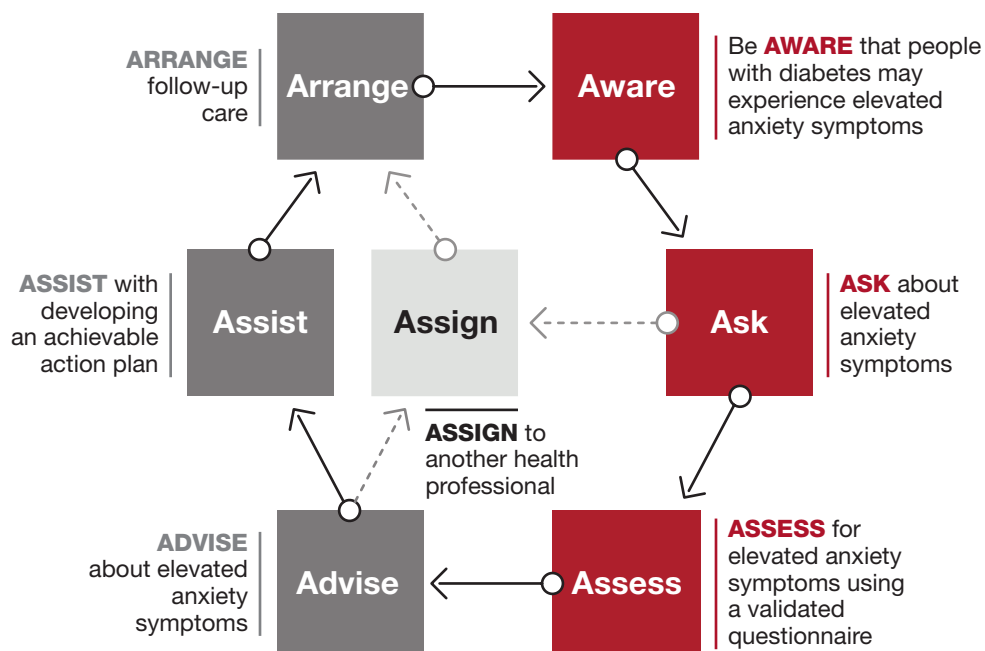 Arrange
ARRANGE
follow-up
care
Aware
Be AWARE that people
with diabetes may
experience elevated
anxiety symptoms
Ask
ASK about
elevated
anxiety
symptoms
Assess
ASSESS for
elevated anxiety
symptoms using
a validated
questionnaire
Advise
ADVISE
about elevated
anxiety
symptoms
Assign
ASSIGN to
another health
professional
Assist
ASSIST with
developing
an achievable
action plan